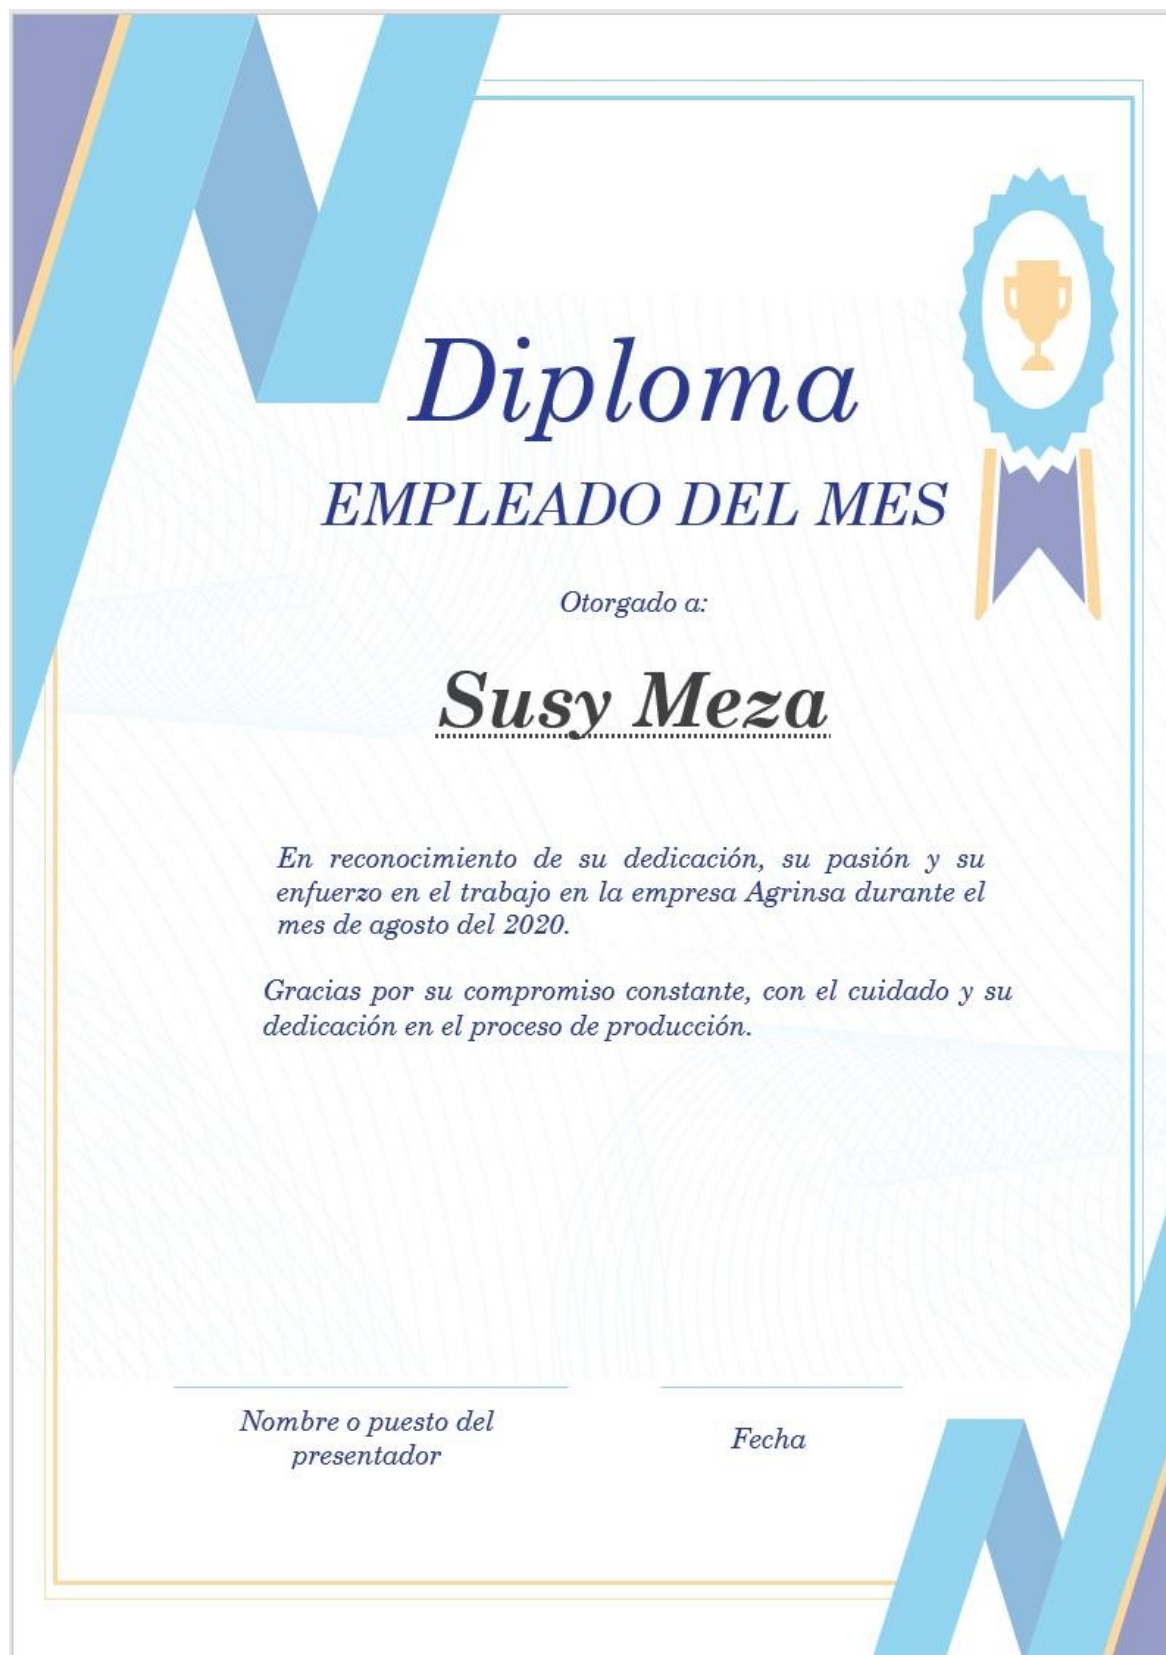 Diploma
EMPLEADO DEL MES
Otorgado a:
Susy Meza
En reconocimiento de su dedicación, su pasión y su
enfuerzo en el trabajo en la empresa Agrinsa durante el
mes de agosto del 2020.
Gracias por su compromiso constante, con el cuidado y su
dedicación en el proceso de producción.
Nombre o puesto del
presentador
Fecha